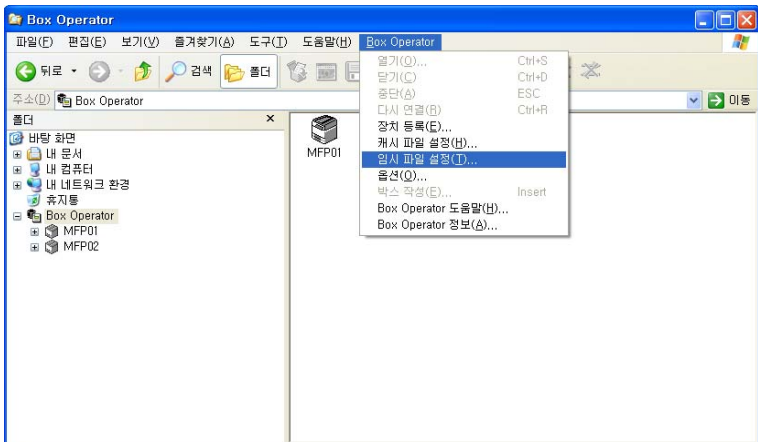 Box Operator
파일(F) 편집(E) 보기(V) 즐겨찾기(A) 도구(T) 도움말(H) Box Operator
뒤로 검색 폴더
주소(D) Box Operator 이동
폴더
바탕 화면
내 문서
내 컴퓨터
내 네트워크 환경
휴지통
Box Operator
MFP01
MFP02
MFP01
열기(O)... Ctrl+S
닫기(C) Ctrl+D
중단(A) ESC
다시 연결(R) Ctrl+R
장치 등록(E)...
캐시 파일 설정(H)...
임시 파일 설정(T)...
옵션(O)...
박스 작성(E)... Insert
Box Operator 도움말(H)...
Box Operator 정보(A)...